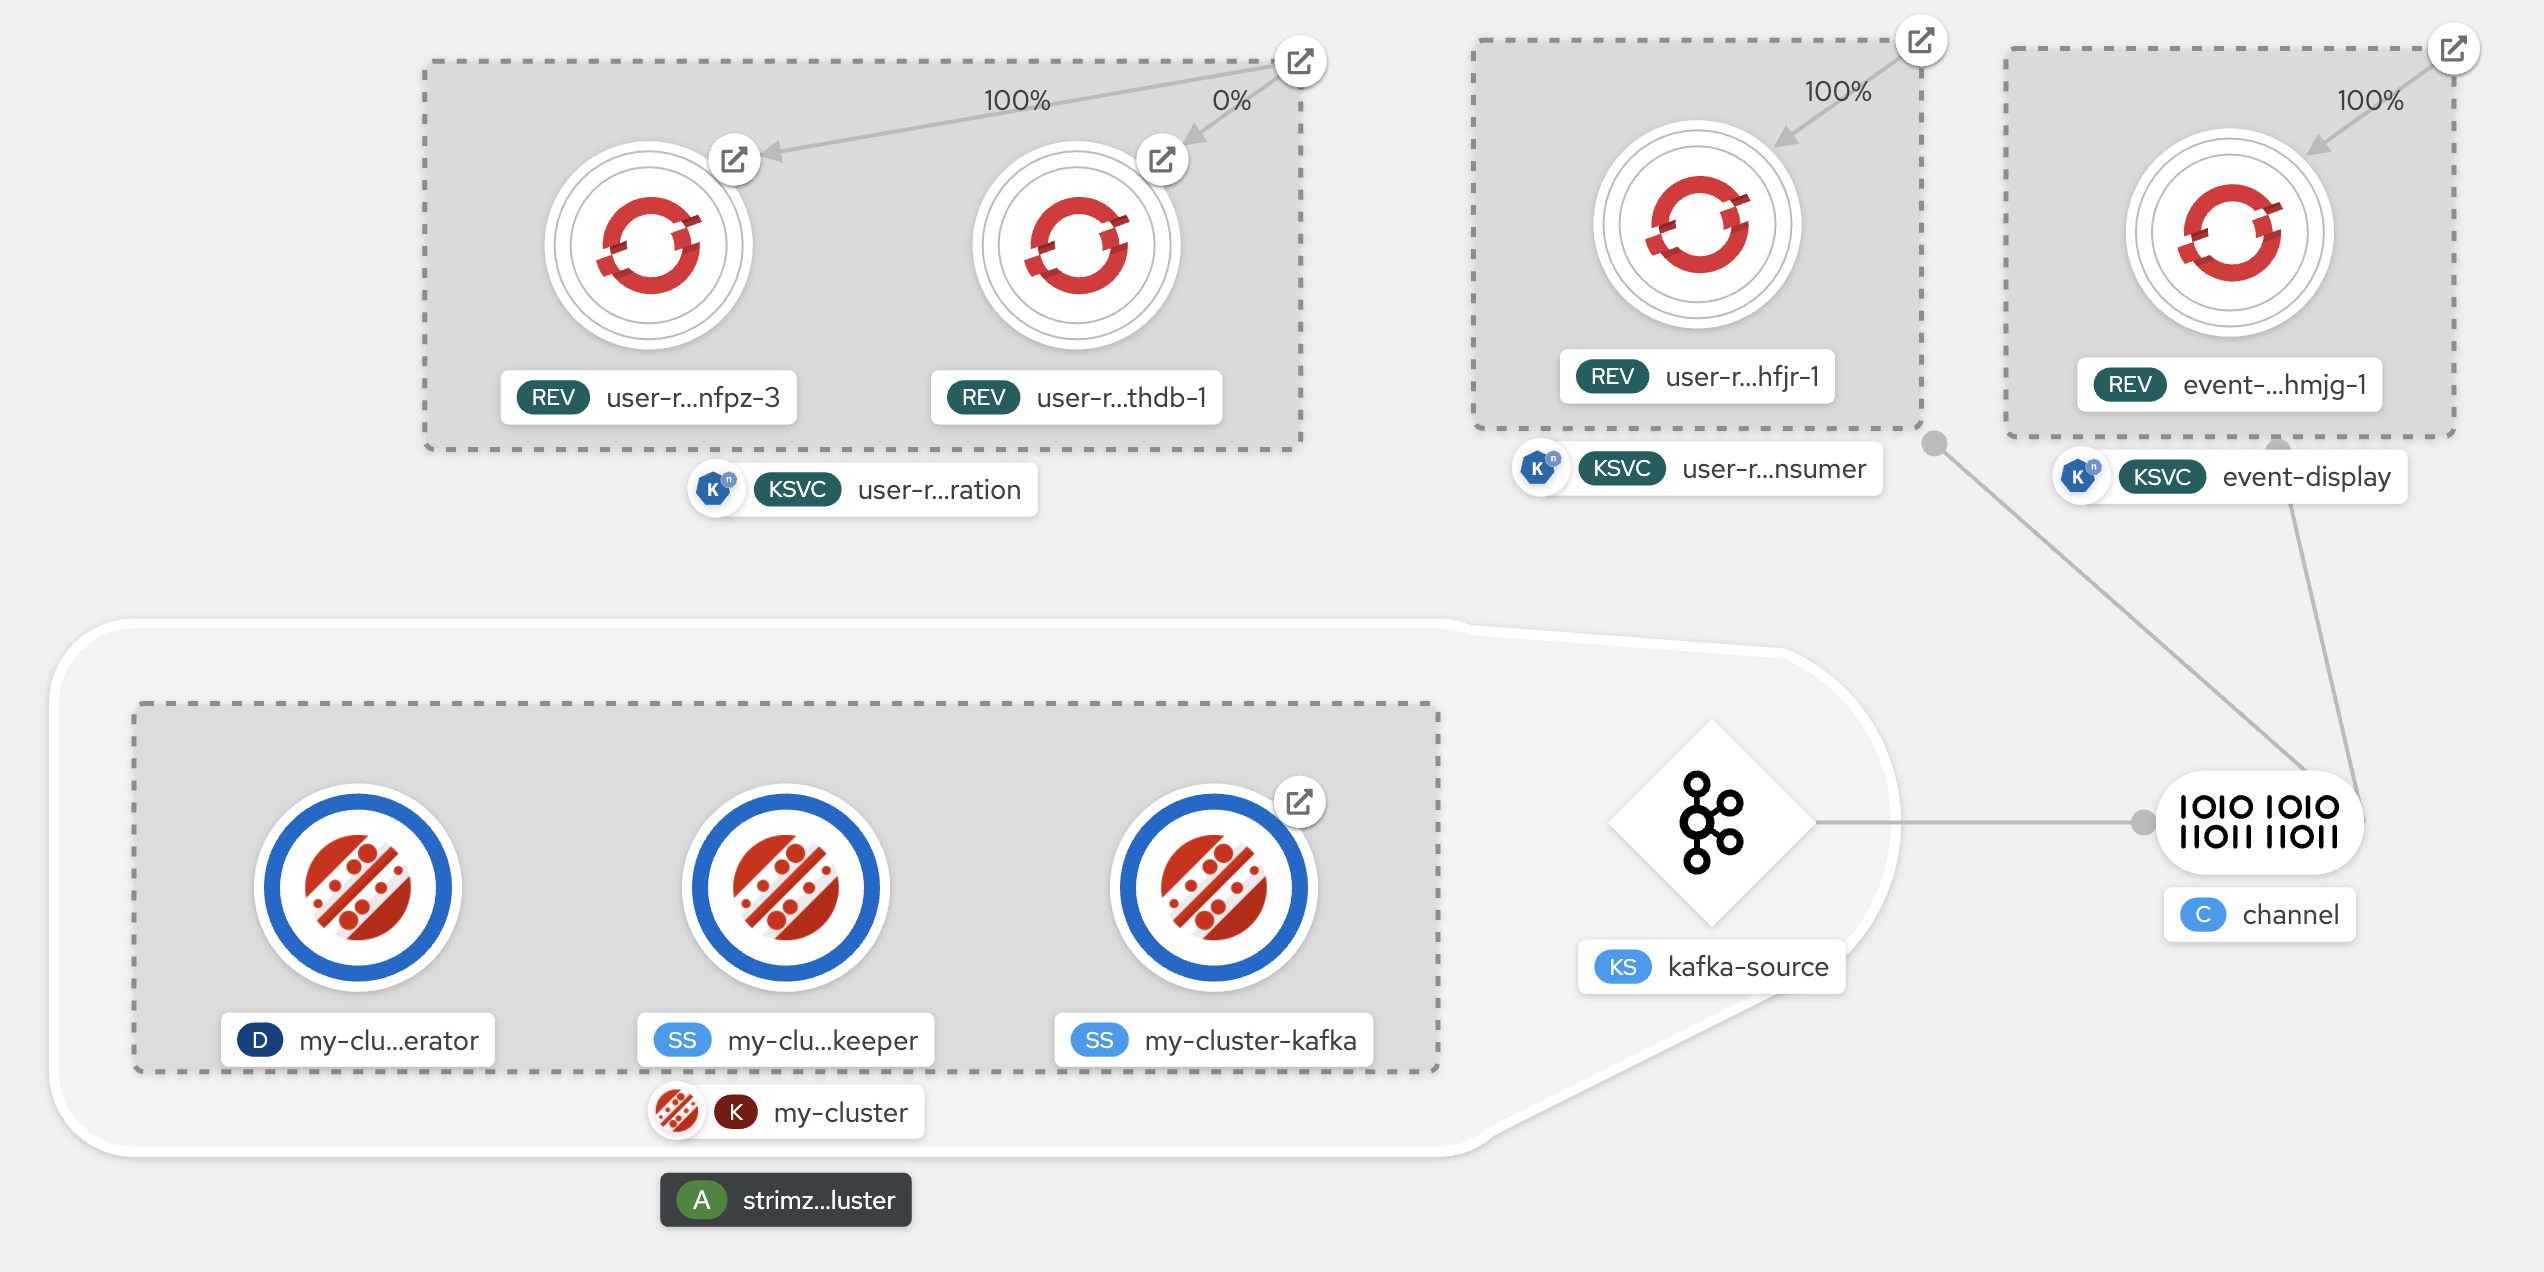 100%
0%
REV user-r...nfpz-3
REV user-r...thdb-1
K n KSVC user-r...ration
100%
REV user-r...hfjr-1
K n KSVC user-r...nsumer
100%
REV event-...hmjg-1
K n KSVC event-display
D my-clu...erator
SS my-clu...keeper
SS my-cluster-kafka
K my-cluster
A strimz...luster
KS kafka-source
1010 1010
11011 11011
C channel